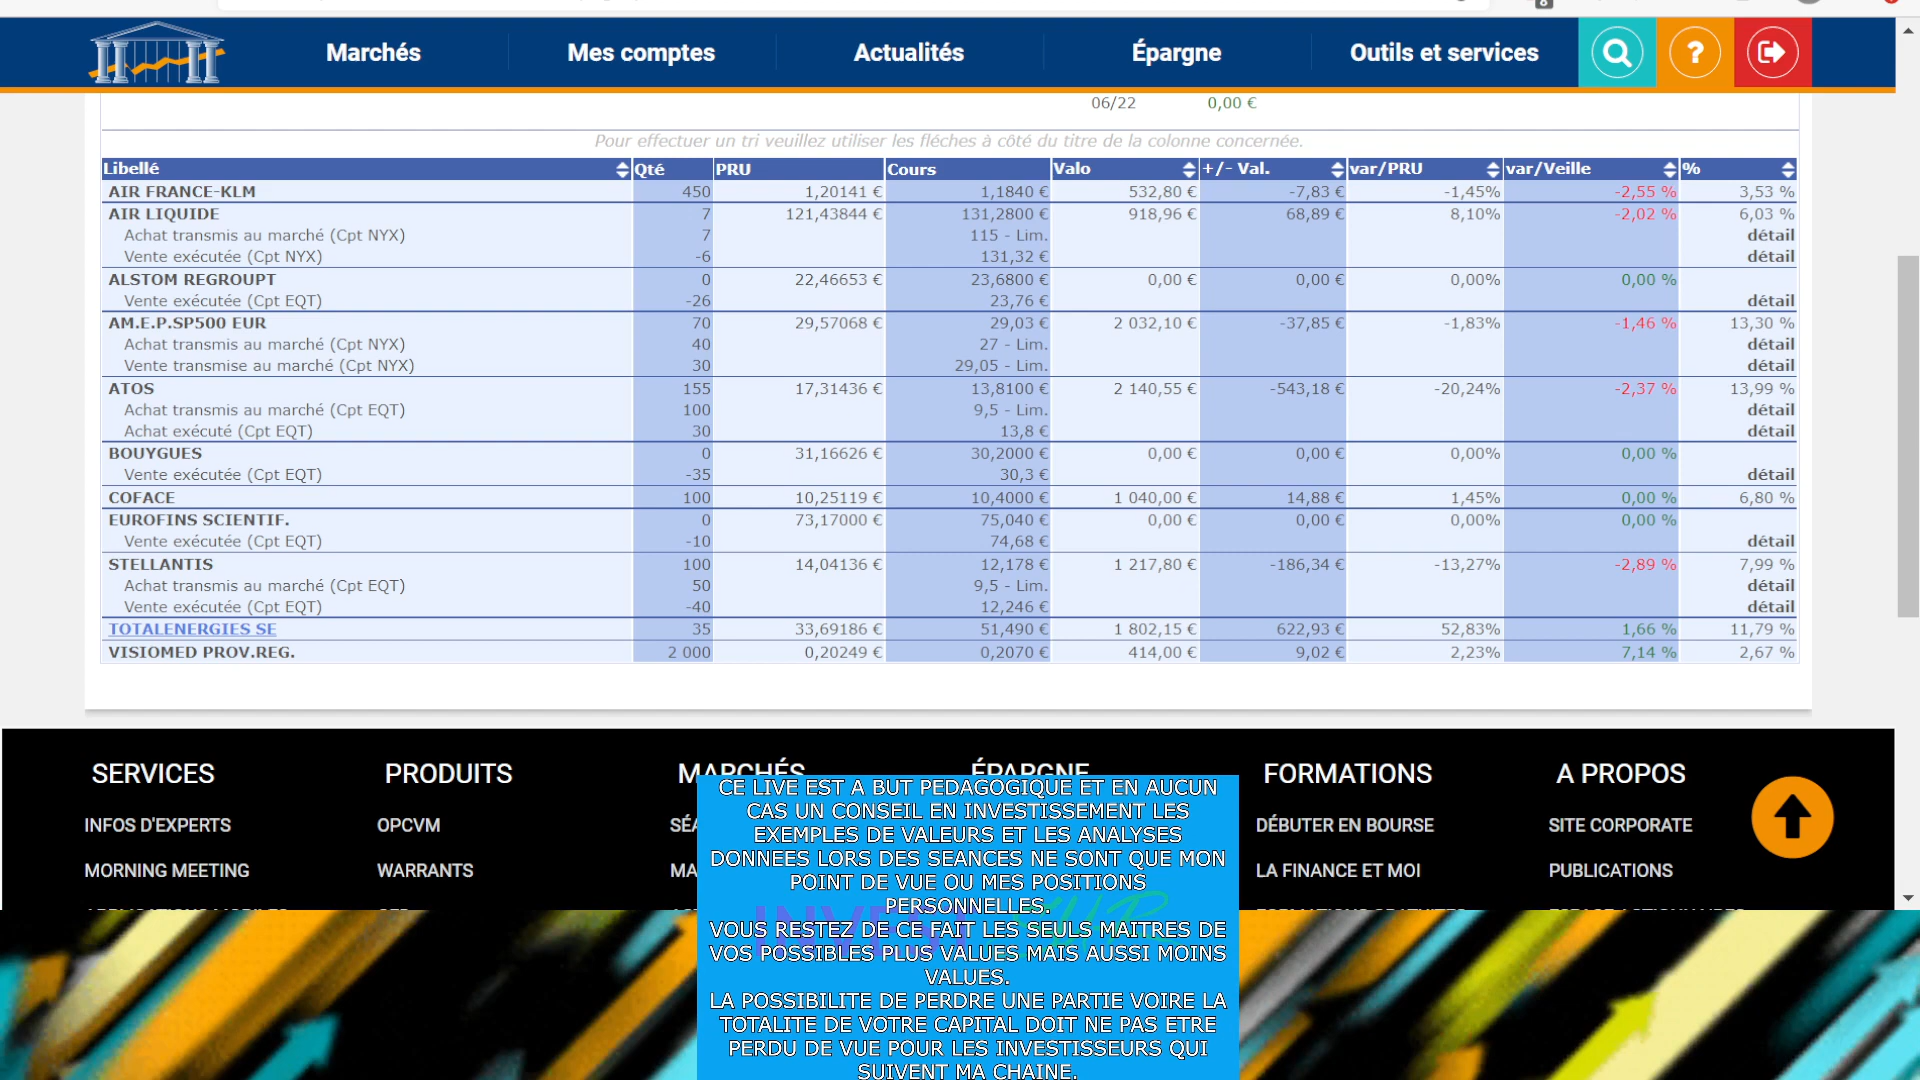 Marchés Mes comptes Actualités Épargne Outils et services ?
06/22 0,00 €
Pour effectuer un tri veuillez utiliser les fléches à côté du titre de la colonne concernée.
Libellé Qté PRU Cours Valo +/- Val. var/PRU var/Veille %
AIR FRANCE-KLM 450 1,20141 € 1,1840 € 532,80 € -7,83 € -1,45% -2,55 % 3,53 %
AIR LIQUIDE 7 121,43844 € 131,2800 € 918,96 € 68,89 € 8,10% -2,02 % 6,03 %
Achat transmis au marché (Cpt NYX) 7 115 - Lim. détail
Vente exécutée (Cpt NYX) -6 131,32 € détail
ALSTOM REGROUPT 0 22,46653 € 23,6800 € 0,00 € 0,00 € 0,00% 0,00 %
Vente exécutée (Cpt EQT) -26 23,76 € détail
AM.E.P.SP500 EUR 70 29,57068 € 29,03 € 2 032,10 € -37,85 € -1,83% -1,46 % 13,30 %
Achat transmis au marché (Cpt NYX) 40 27 - Lim. détail
Vente transmise au marché (Cpt NYX) 30 29,05 - Lim. détail
ATOS 155 17,31436 € 13,8100 € 2 140,55 € -543,18 € -20,24% -2,37 % 13,99 %
Achat transmis au marché (Cpt EQT) 100 9,5 - Lim. détail
Achat exécuté (Cpt EQT) 30 13,8 € détail
BOUYGUES 0 31,16626 € 30,2000 € 0,00 € 0,00 € 0,00% 0,00 %
Vente exécutée (Cpt EQT) -35 30,3 € détail
COFACE 100 10,25119 € 10,4000 € 1 040,00 € 14,88 € 1,45% 0,00 % 6,80 %
EUROFINS SCIENTIF. 0 73,17000 € 75,040 € 0,00 € 0,00 € 0,00% 0,00 %
Vente exécutée (Cpt EQT) -10 74,68 € détail
STELLANTIS 100 14,04136 € 12,178 € 1 217,80 € -186,34 € -13,27% -2,89 % 7,99 %
Achat transmis au marché (Cpt EQT) 50 9,5 - Lim. détail
Vente exécutée (Cpt EQT) -40 12,246 € détail
TOTALENERGIES SE 35 33,69186 € 51,490 € 1 802,15 € 622,93 € 52,83% 1,66 % 11,79 %
VISIOMED PROV.REG. 2 000 0,20249 € 0,2070 € 414,00 € 9,02 € 2,23% 7,14 % 2,67 %
SERVICES PRODUITS MARCHÉS ÉPARGNE FORMATIONS A PROPOS
INFOS D'EXPERTS OPCVM DÉBUTER EN BOURSE SITE CORPORATE
MORNING MEETING WARRANTS LA FINANCE ET MOI PUBLICATIONS
CE LIVE EST A BUT PEDAGOGIQUE ET EN AUCUN
CAS UN CONSEIL EN INVESTISSEMENT LES
EXEMPLES DE VALEURS ET LES ANALYSES
DONNEES LORS DES SEANCES NE SONT QUE MON
POINT DE VUE OU MES POSITIONS
PERSONNELLES.
VOUS RESTEZ DE CE FAIT LES SEULS MAITRES DE
VOS POSSIBLES PLUS VALUES MAIS AUSSI MOINS
VALUES.
LA POSSIBILITE DE PERDRE UNE PARTIE VOIRE LA
TOTALITE DE VOTRE CAPITAL DOIT NE PAS ETRE
PERDU DE VUE POUR LES INVESTISSEURS QUI
SUIVENT MA CHAINE.